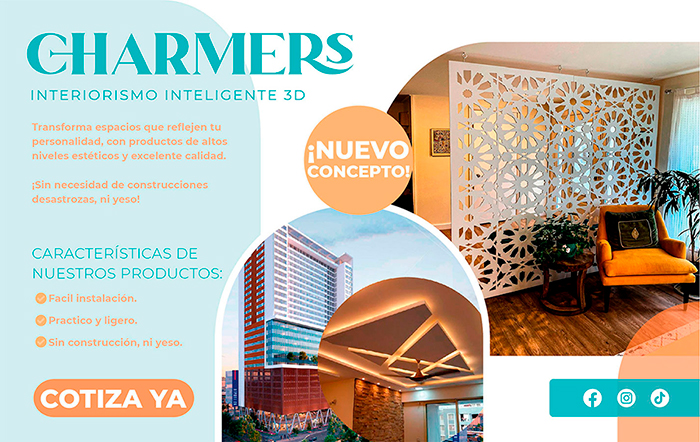 CHARMERS
INTERIORISMO INTELIGENTE 3D
Transforma espacios que reflejen tu
personalidad, con productos de altos
niveles estéticos y excelente calidad.
¡Sin necesidad de construcciones
desastrozas, ni yeso!
¡NUEVO
CONCEPTO!
CARACTERÍSTICAS DE
NUESTROS PRODUCTOS:
Facil instalación.
Practico y ligero.
Sin construcción, ni yeso.
COTIZA YA